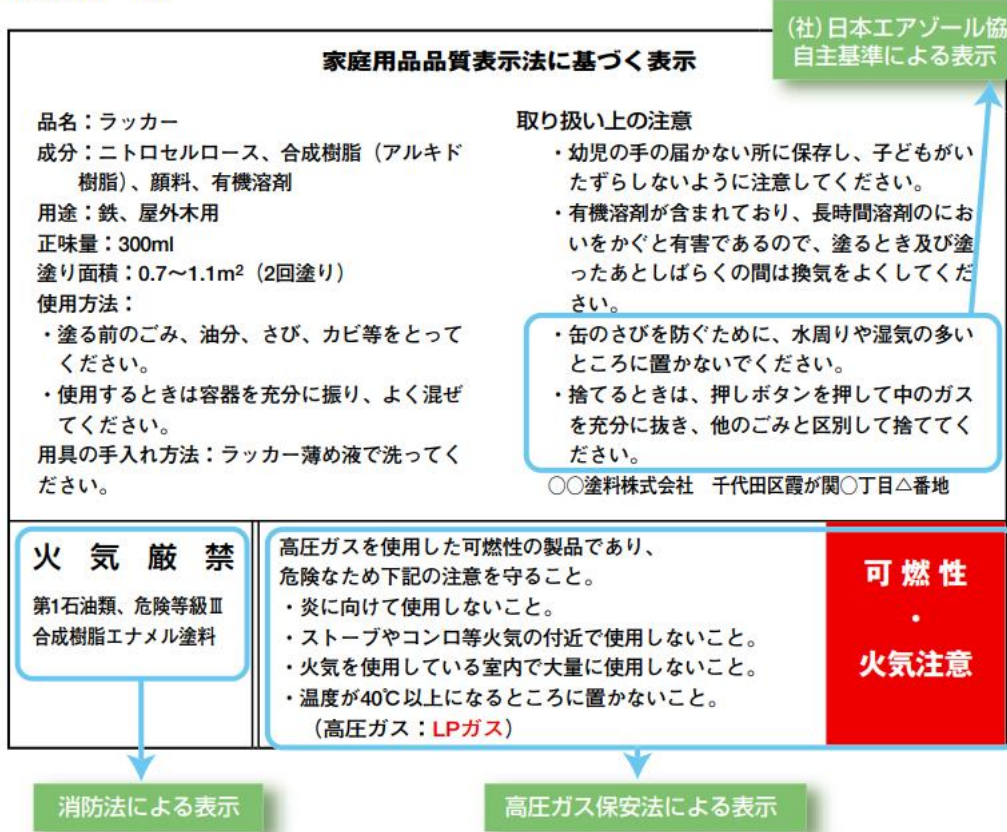 (社)日本エアゾール協
自主基準による表示
家庭用品品質表示法に基づく表示
品名:ラッカー
成分:ニトロセルロース、合成樹脂(アルキド
樹脂)、顔料、有機溶剤
用途:鉄、屋外木用
正味量:300ml
塗り面積:0.7〜1.1m²(2回塗り)
使用方法:
・塗る前のごみ、油分、さび、カビ等をとって
ください。
・使用するときは容器を充分に振り、よく混ぜ
てください。
用具の手入れ方法:ラッカー薄め液で洗ってく
ださい。
取り扱い上の注意
・幼児の手の届かない所に保存し、子どもがい
たずらしないように注意してください。
・有機溶剤が含まれており、長時間溶剤のにお
いをかぐと有害であるので、塗るとき及び塗
ったあとしばらくの間は換気をよくしてくだ
さい。
・缶のさびを防ぐために、水周りや湿気の多い
ところに置かないでください。
・捨てるときは、押しボタンを押して中のガス
を充分に抜き、他のごみと区別して捨ててく
ださい。
○○塗料株式会社 千代田区霞が関○丁目△番地
火気厳禁
第1石油類、危険等級Ⅲ
合成樹脂エナメル塗料
高圧ガスを使用した可燃性の製品であり、
危険なため下記の注意を守ること。
・炎に向けて使用しないこと。
・ストーブやコンロ等火気の付近で使用しないこと。
・火気を使用している室内で大量に使用しないこと。
・温度が40℃以上になるところに置かないこと。
(高圧ガス:LPガス)
可燃性
・
火気注意
消防法による表示
高圧ガス保安法による表示